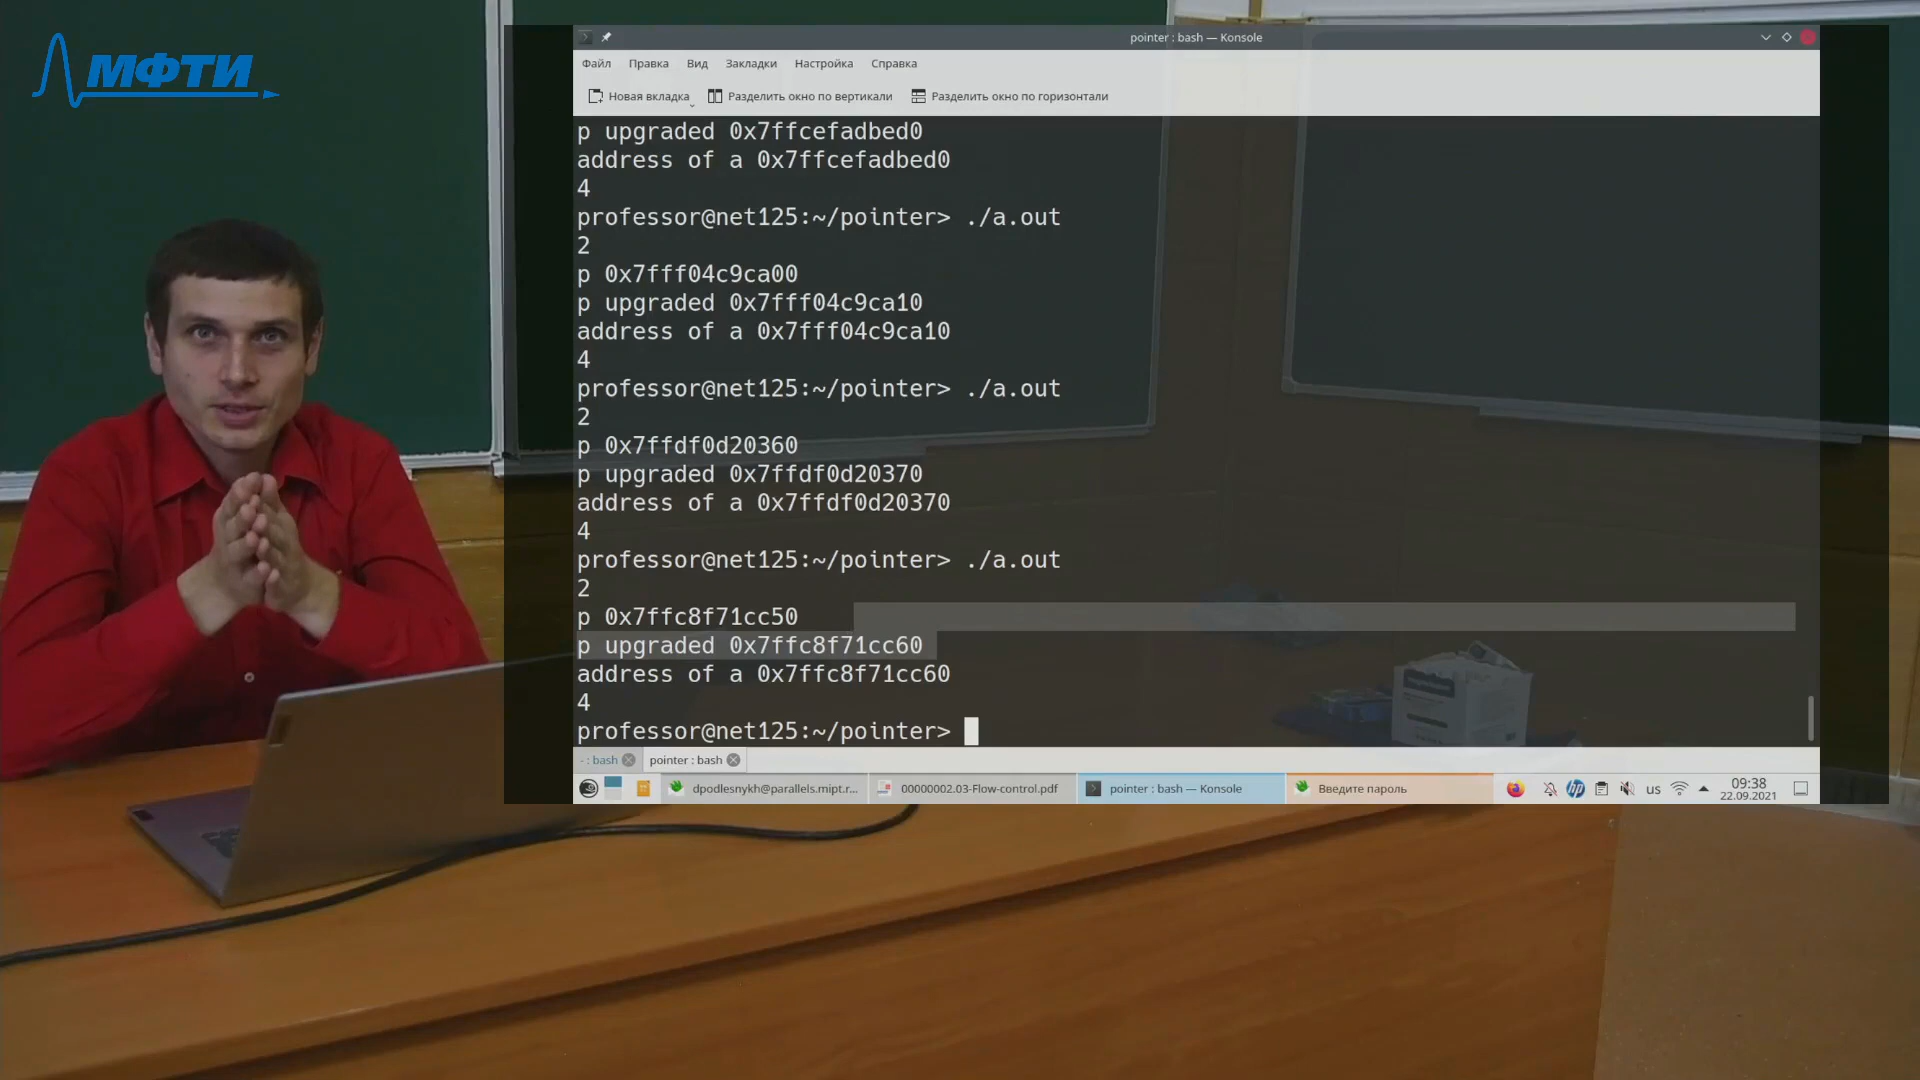 МФТИ
pointer : bash — Konsole
Файл Правка Вид Закладки Настройка Справка
Новая вкладка Разделить окно по вертикали Разделить окно по горизонтали
p upgraded 0x7ffcefadbed0
address of a 0x7ffcefadbed0
4
professor@net125:~/pointer> ./a.out
2
p 0x7fff04c9ca00
p upgraded 0x7fff04c9ca10
address of a 0x7fff04c9ca10
4
professor@net125:~/pointer> ./a.out
2
p 0x7ffdf0d20360
p upgraded 0x7ffdf0d20370
address of a 0x7ffdf0d20370
4
professor@net125:~/pointer> ./a.out
2
p 0x7ffc8f71cc50
p upgraded 0x7ffc8f71cc60
address of a 0x7ffc8f71cc60
4
professor@net125:~/pointer>
- : bash pointer : bash
dpodlesnykh@parallels.mipt.r... 00000002.03-Flow-control.pdf pointer : bash — Konsole Введите пароль hp us 09:38
22.09.2021